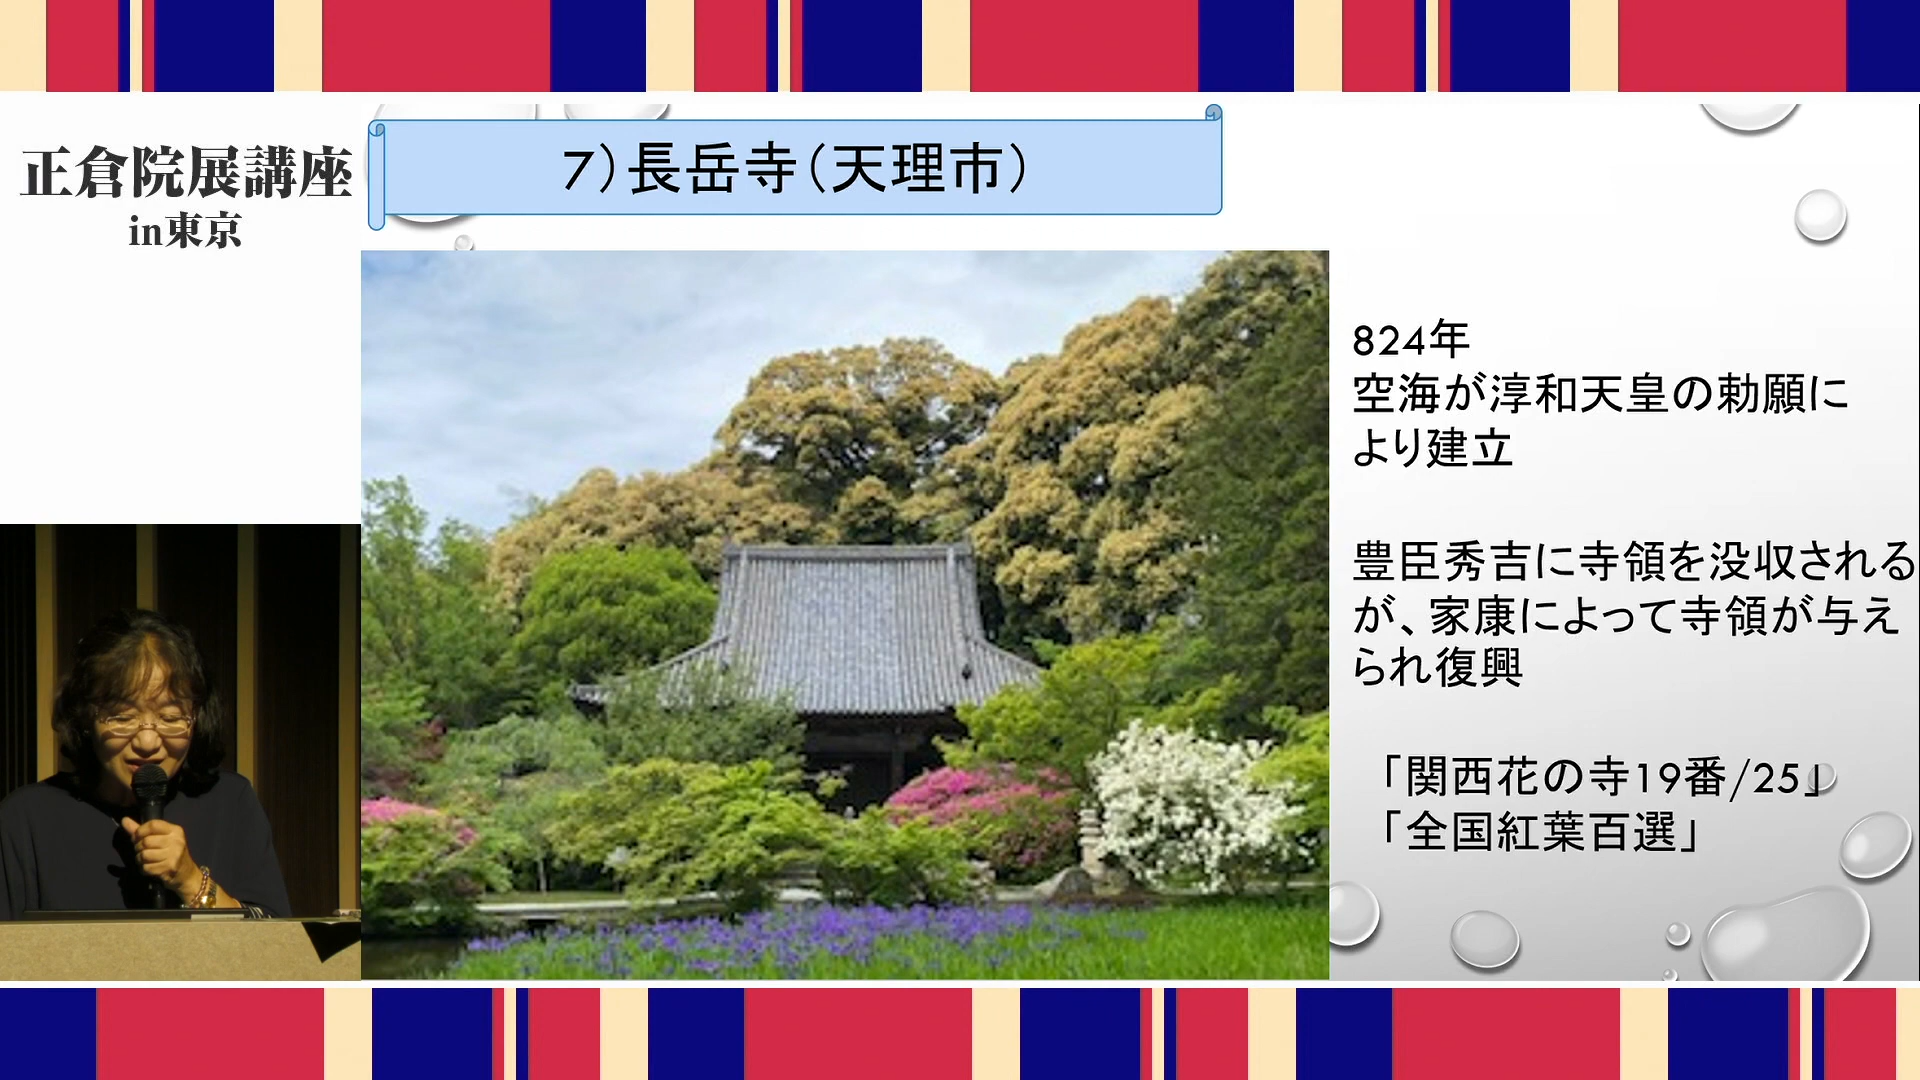 正倉院展講座
in東京
7）長岳寺（天理市）
824年
空海が淳和天皇の勅願に
より建立
豊臣秀吉に寺領を没収される
が、家康によって寺領が与え
られ復興
「関西花の寺19番/25」
「全国紅葉百選」